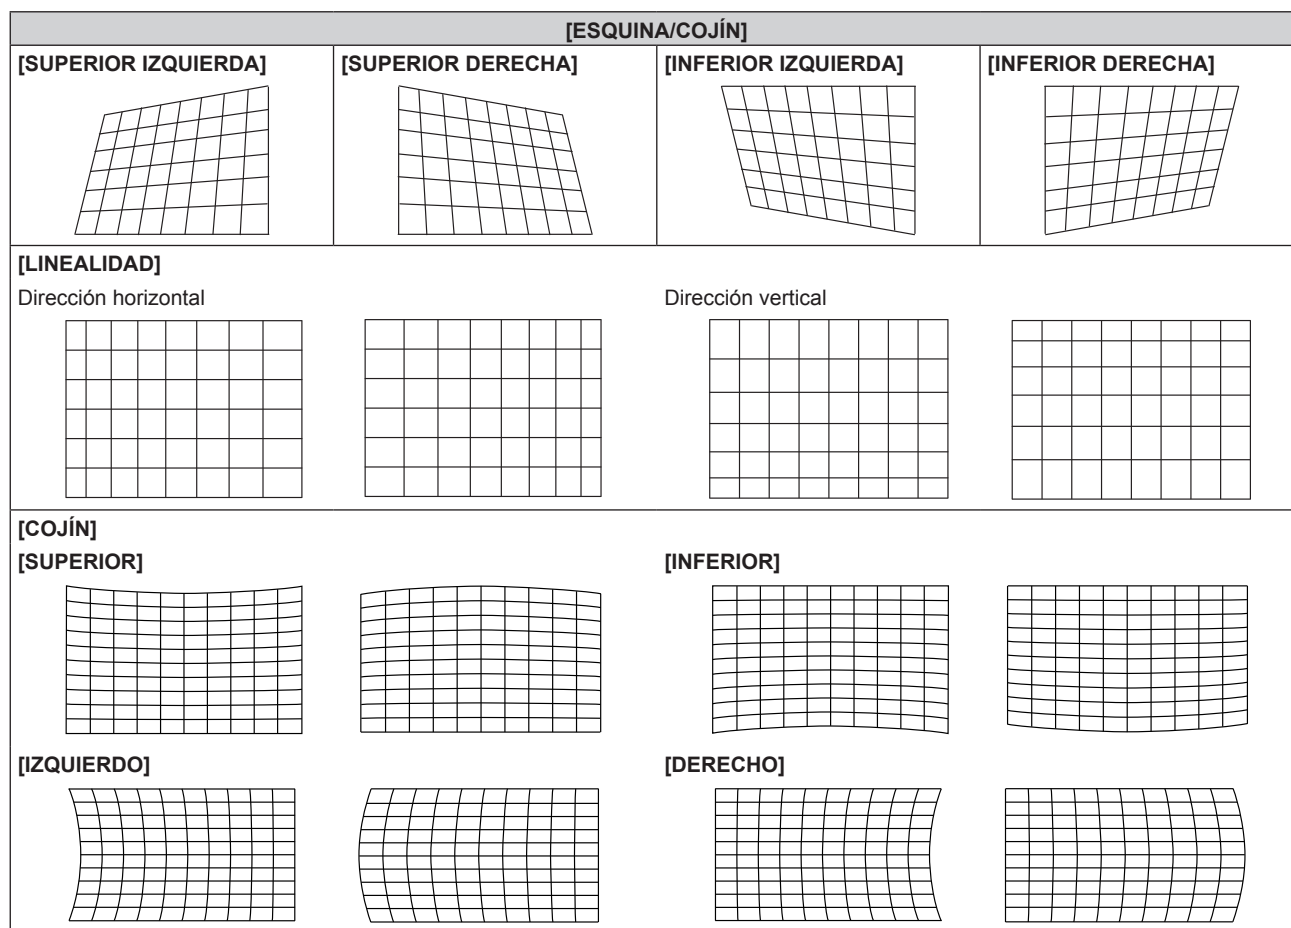 [ESQUINA/COJÍN]
[SUPERIOR IZQUIERDA]
[SUPERIOR DERECHA]
[INFERIOR IZQUIERDA]
[INFERIOR DERECHA]
[LINEALIDAD]
Dirección horizontal
Dirección vertical
[COJÍN]
[SUPERIOR]
[INFERIOR]
[IZQUIERDO]
[DERECHO]